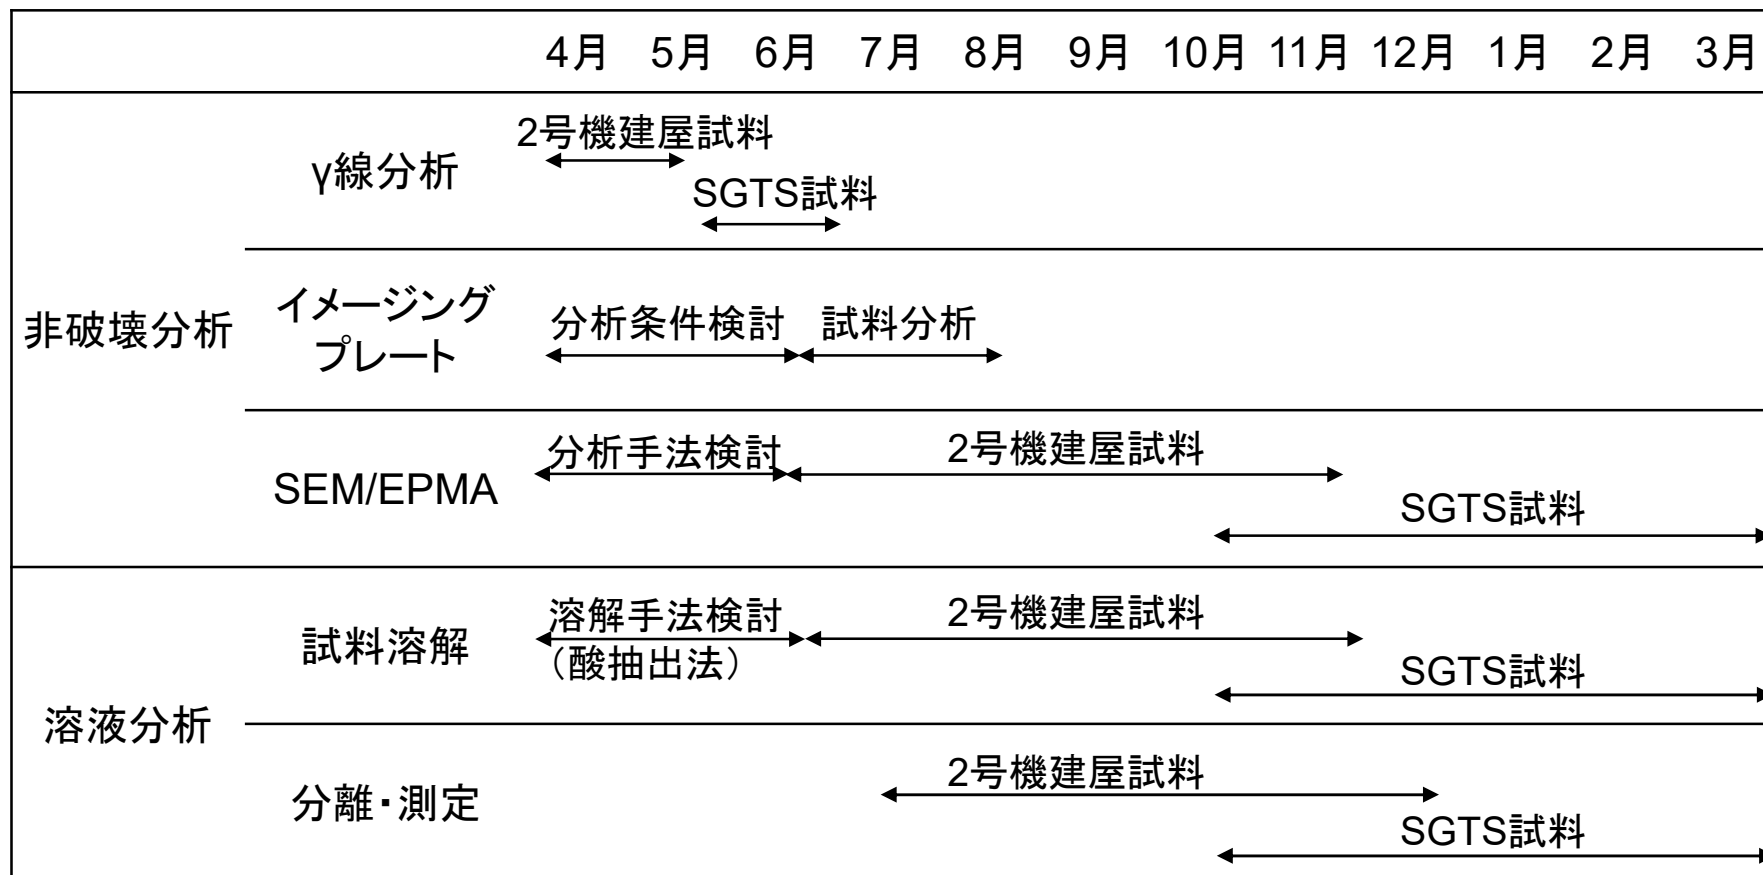 4月 5月 6月 7月 8月 9月 10月 11月 12月 1月 2月 3月
非破壊分析
γ線分析
2号機建屋試料
SGTS試料
イメージング
プレート
分析条件検討 試料分析
SEM/EPMA
分析手法検討 2号機建屋試料
SGTS試料
溶液分析
試料溶解
溶解手法検討 2号機建屋試料
（酸抽出法）
SGTS試料
分離・測定
2号機建屋試料
SGTS試料